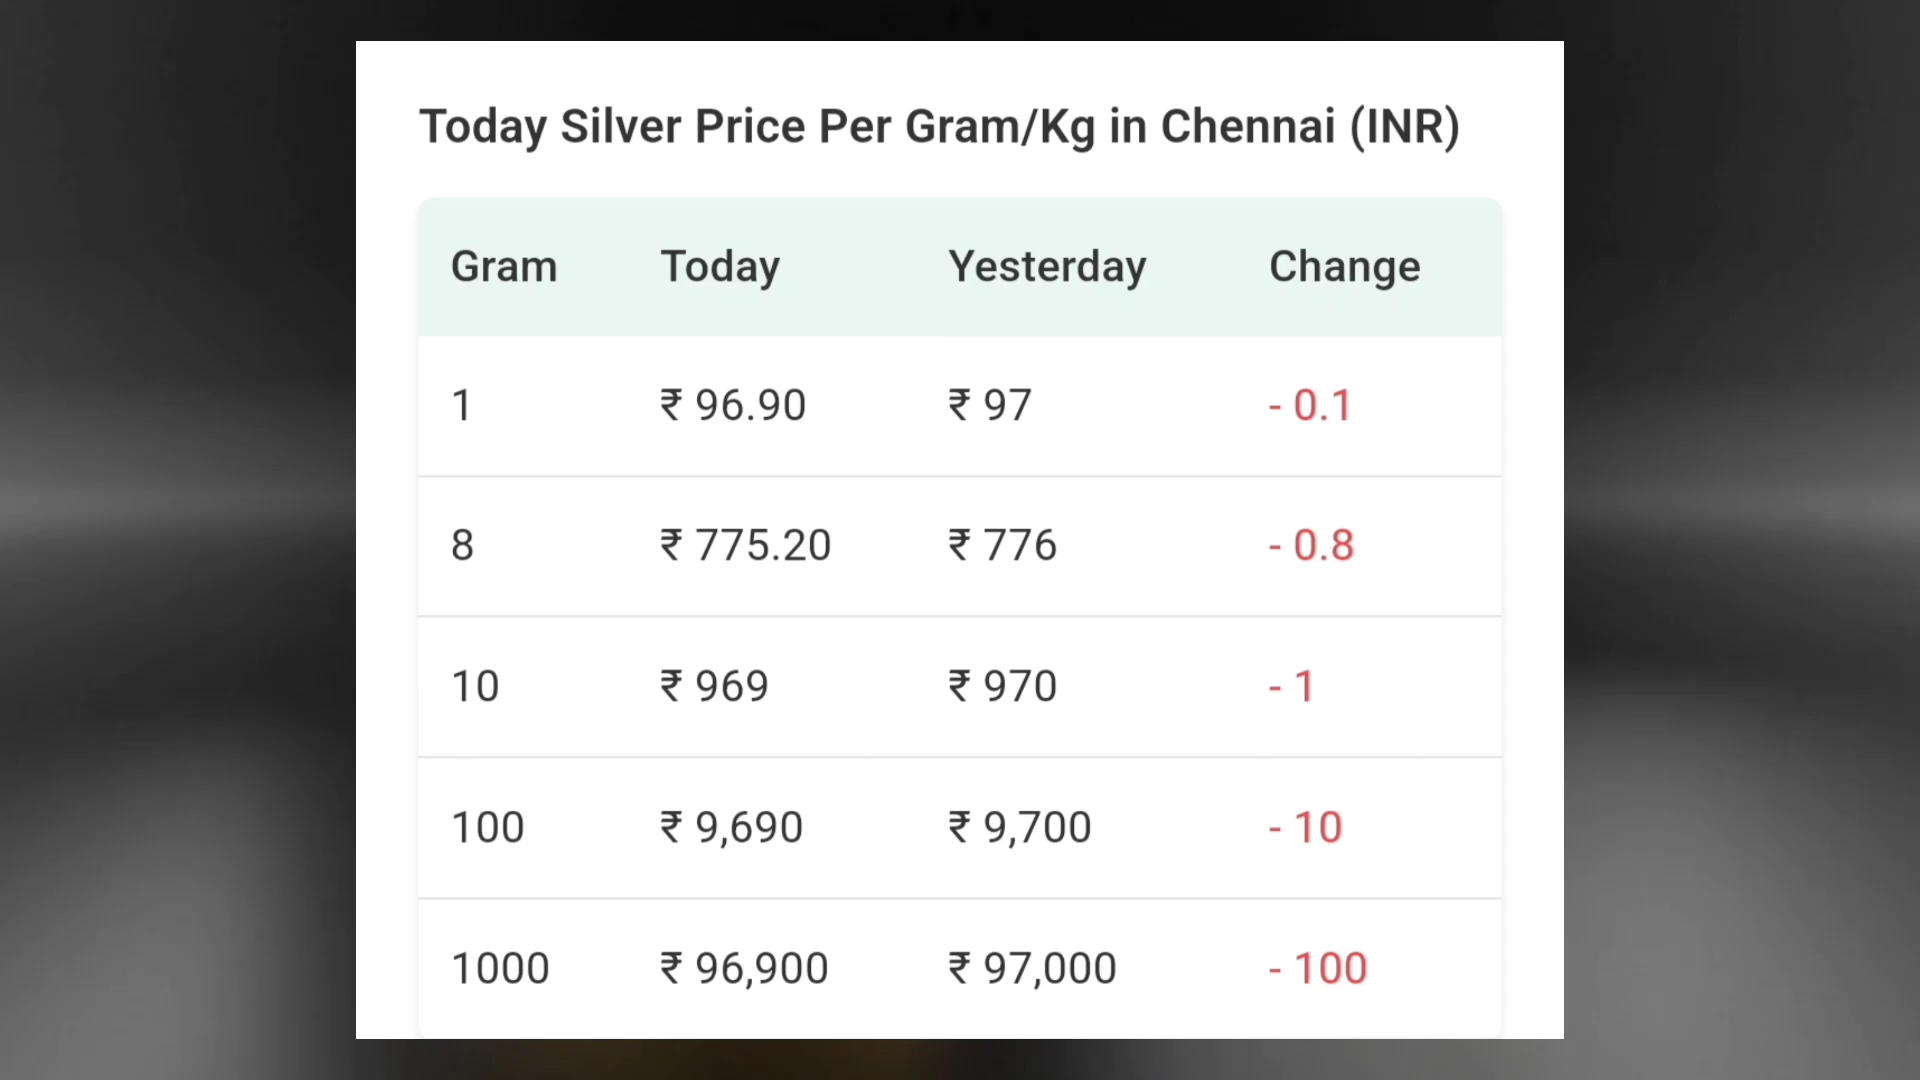 Today Silver Price Per Gram/Kg in Chennai (INR)
Gram Today Yesterday Change
1 ₹ 96.90 ₹ 97 - 0.1
8 ₹ 775.20 ₹ 776 - 0.8
10 ₹ 969 ₹ 970 - 1
100 ₹ 9,690 ₹ 9,700 - 10
1000 ₹ 96,900 ₹ 97,000 - 100